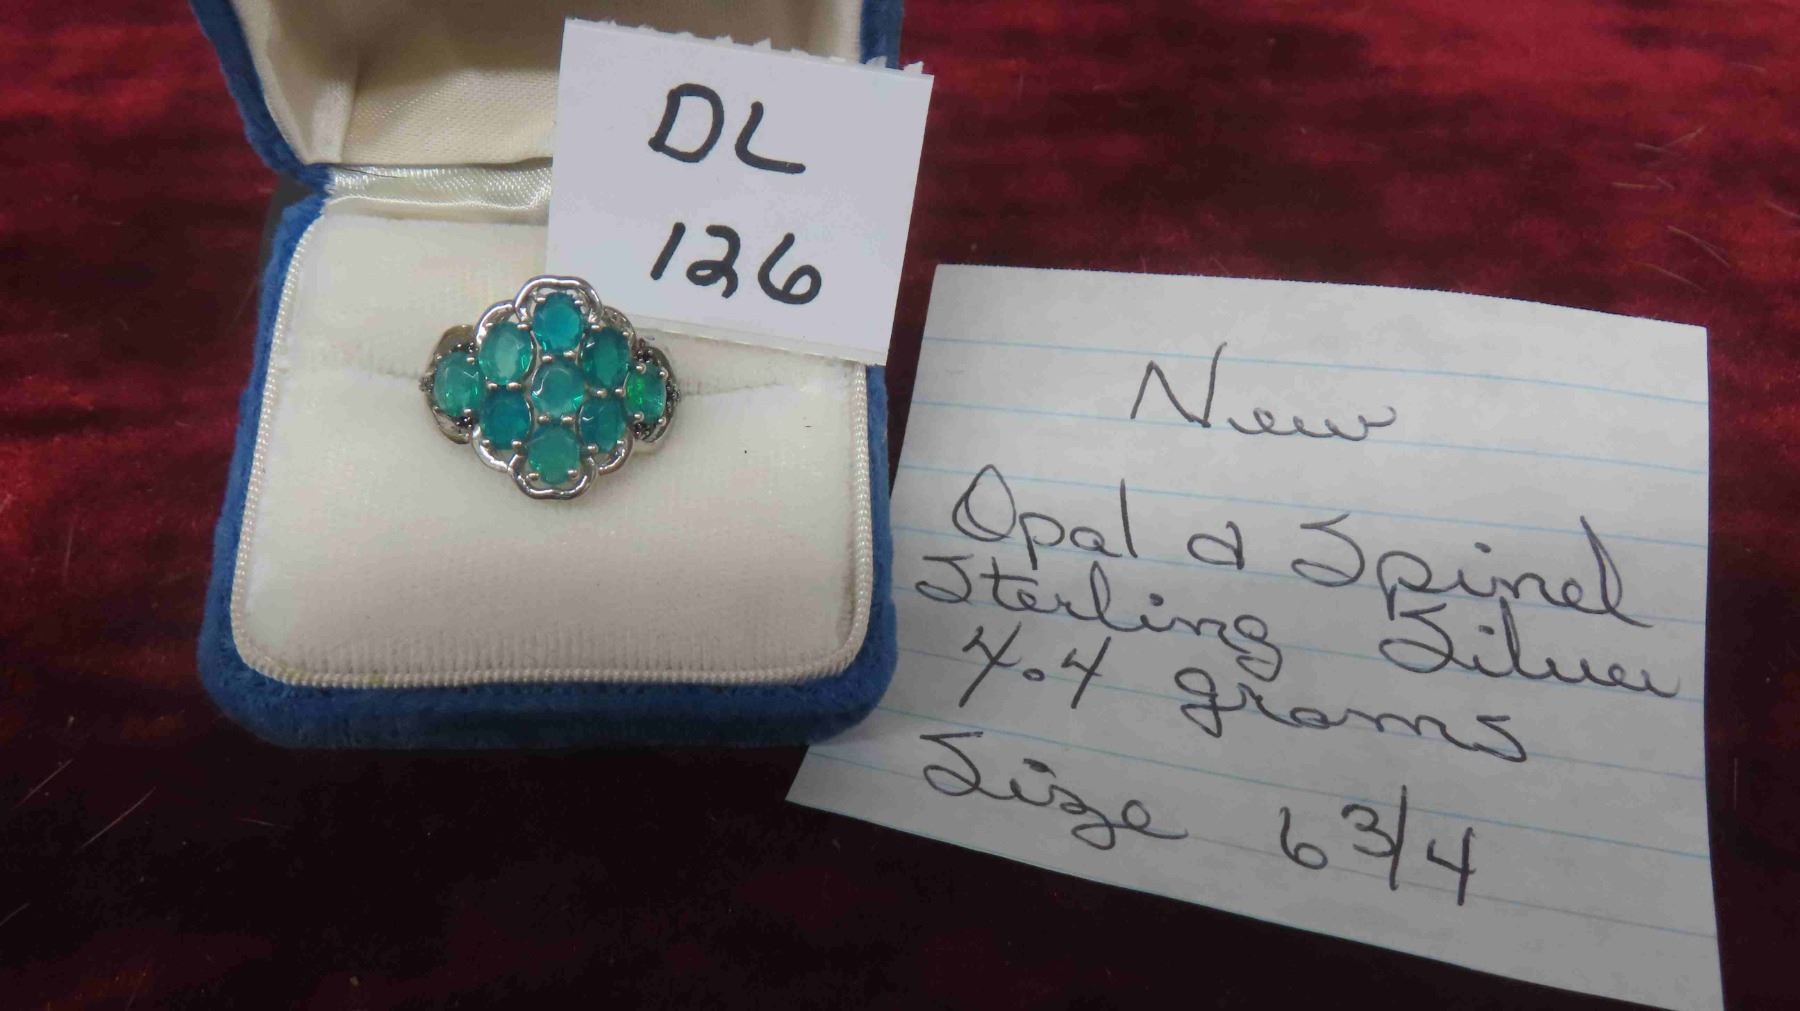 DL
126
New
Opal & Spinel
Sterling Silver
4.4 grams
Size 6 3/4